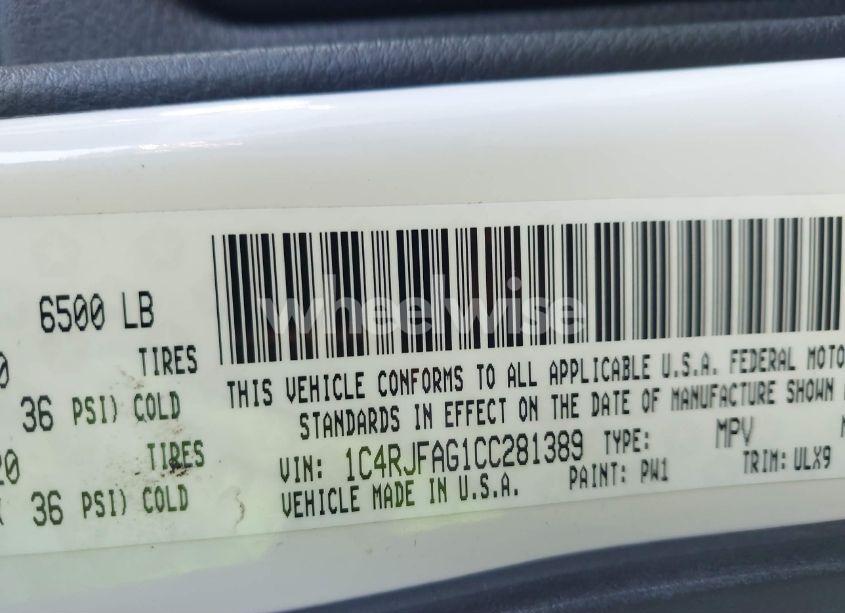 wheelwise
6500 LB
TIRES
36 PSI) COLD
20 TIRES
36 PSI) COLD
THIS VEHICLE CONFORMS TO ALL APPLICABLE U.S.A. FEDERAL MOTO
STANDARDS IN EFFECT ON THE DATE OF MANUFACTURE SHOWN
VIN: 1C4RJFAG1CC281389 TYPE: MPV
VEHICLE MADE IN U.S.A. PAINT: PW1 TRIM: ULX9